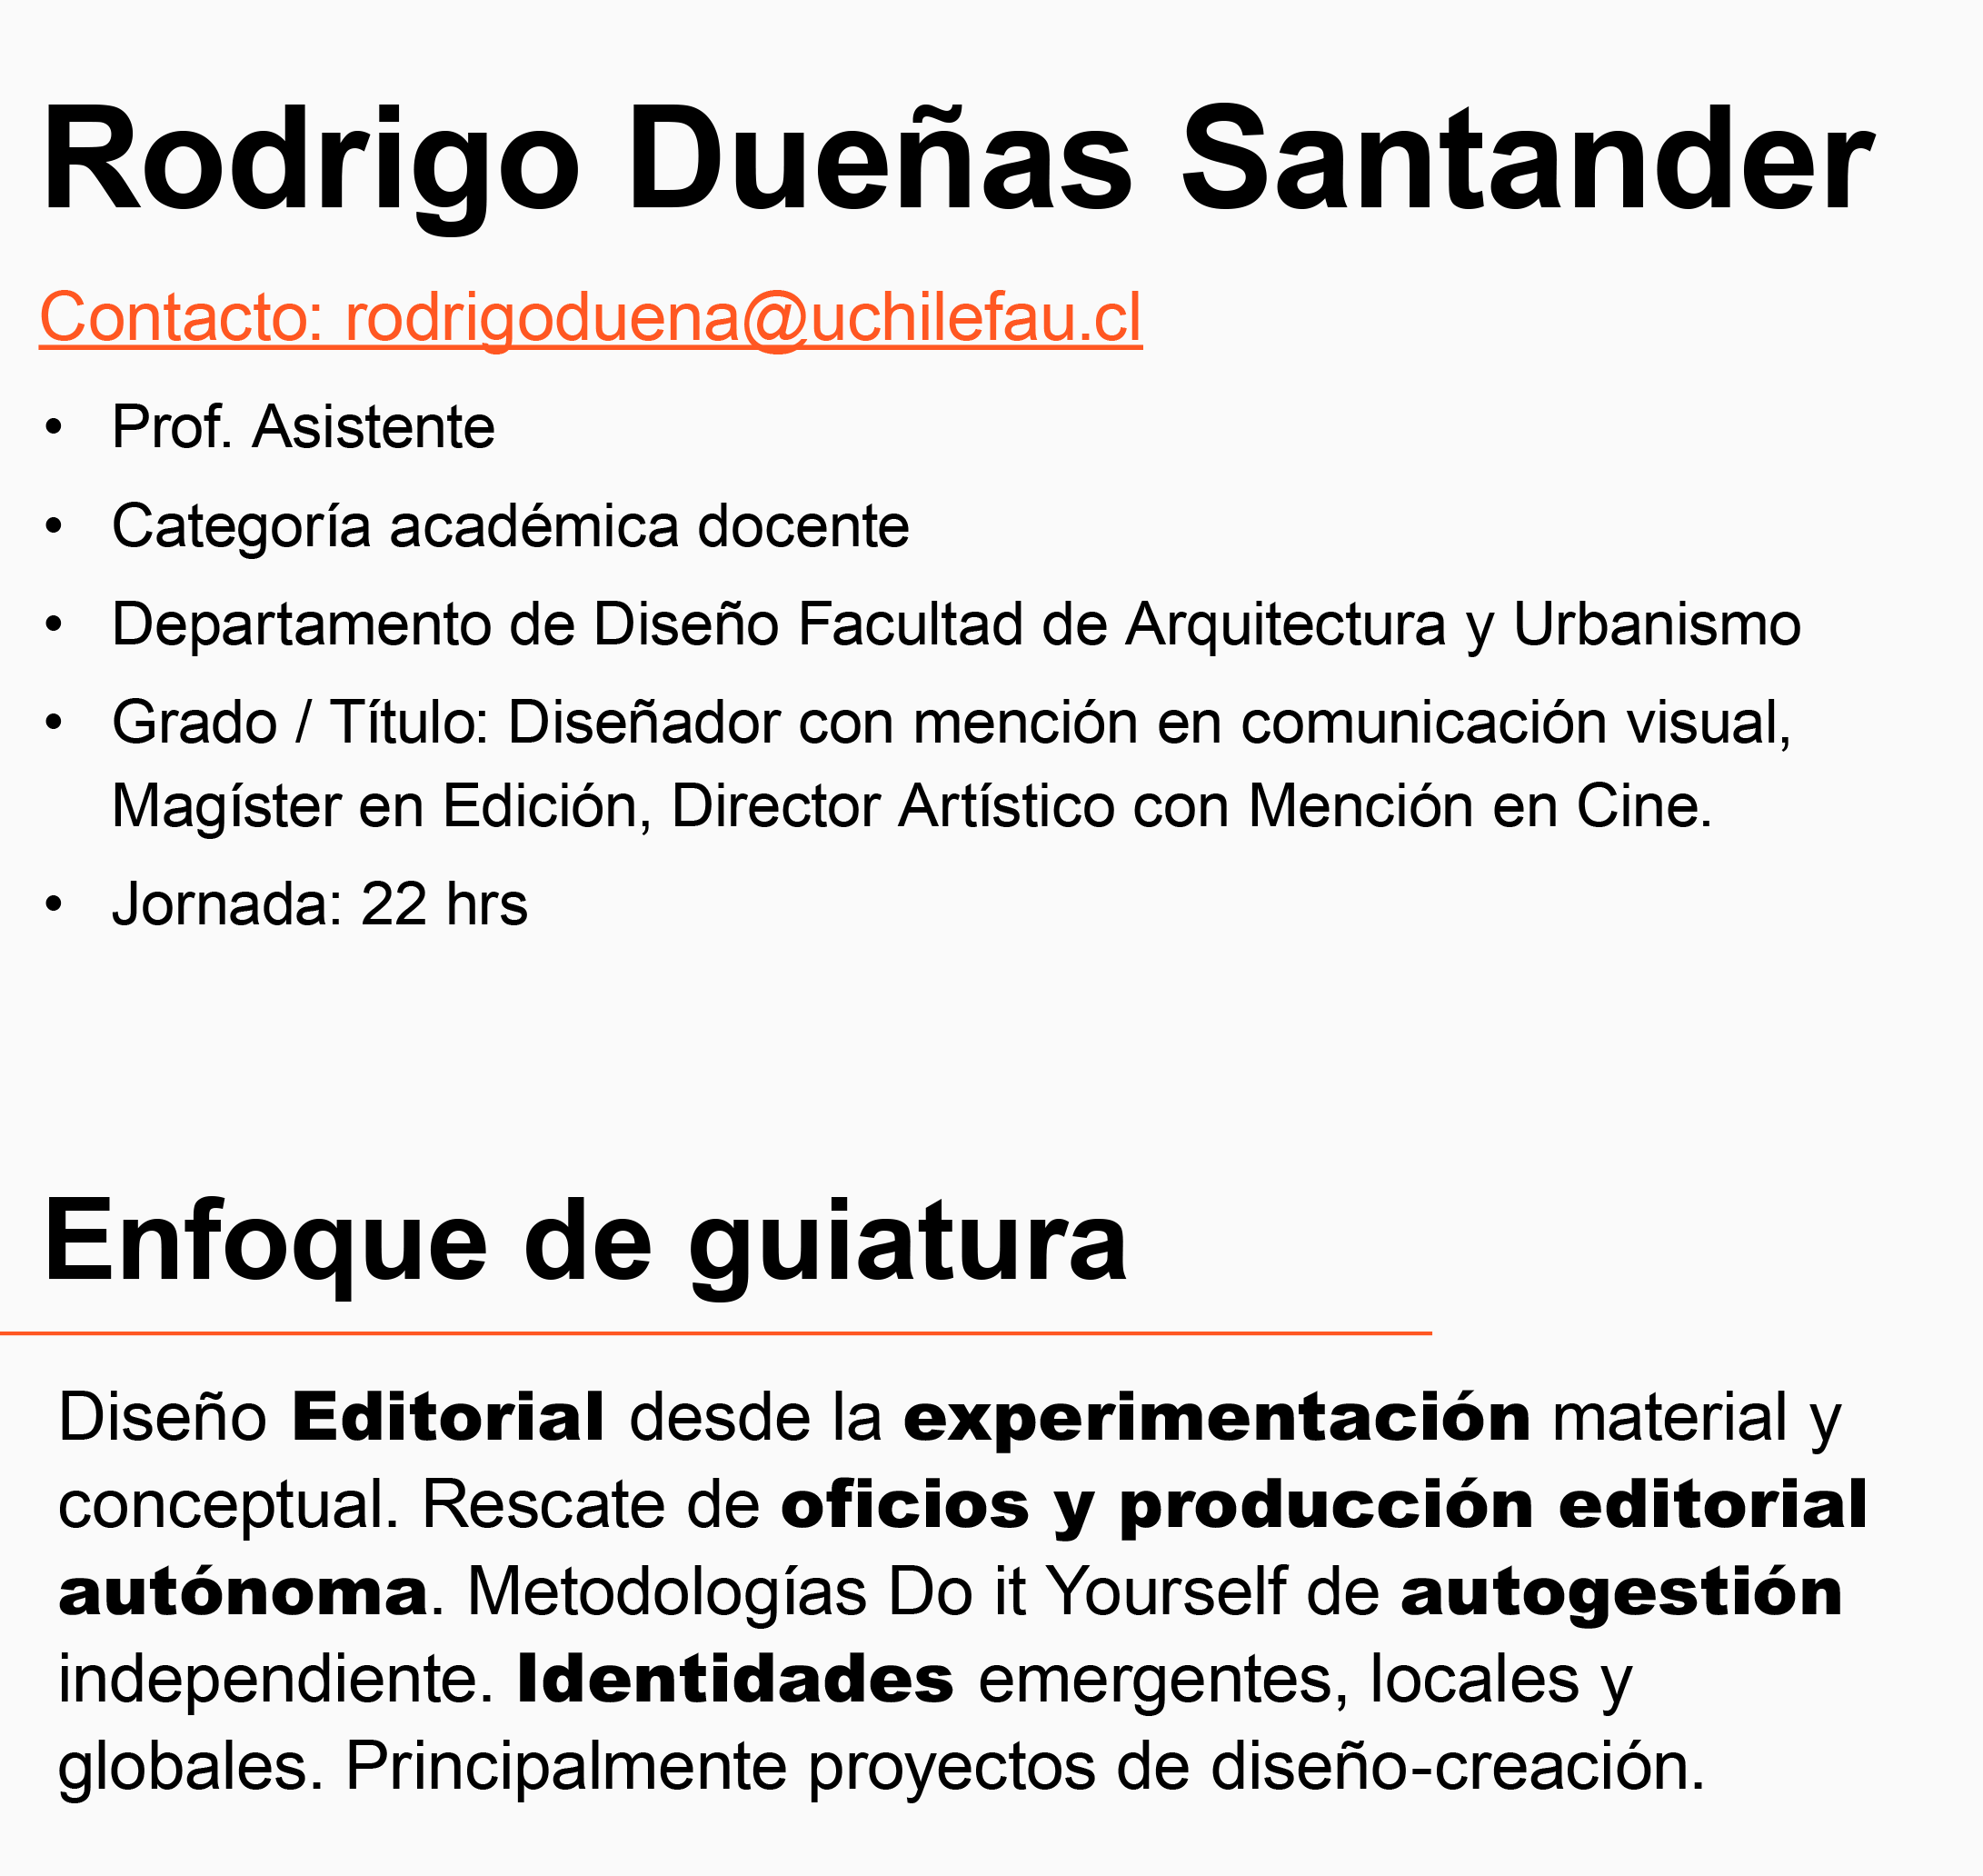 Rodrigo Dueñas Santander
Contacto: rodrigoduena@uchilefau.cl
• Prof. Asistente
• Categoría académica docente
• Departamento de Diseño Facultad de Arquitectura y Urbanismo
• Grado / Título: Diseñador con mención en comunicación visual,
Magíster en Edición, Director Artístico con Mención en Cine.
• Jornada: 22 hrs
Enfoque de guiatura
Diseño Editorial desde la experimentación material y
conceptual. Rescate de oficios y producción editorial
autónoma. Metodologías Do it Yourself de autogestión
independiente. Identidades emergentes, locales y
globales. Principalmente proyectos de diseño-creación.